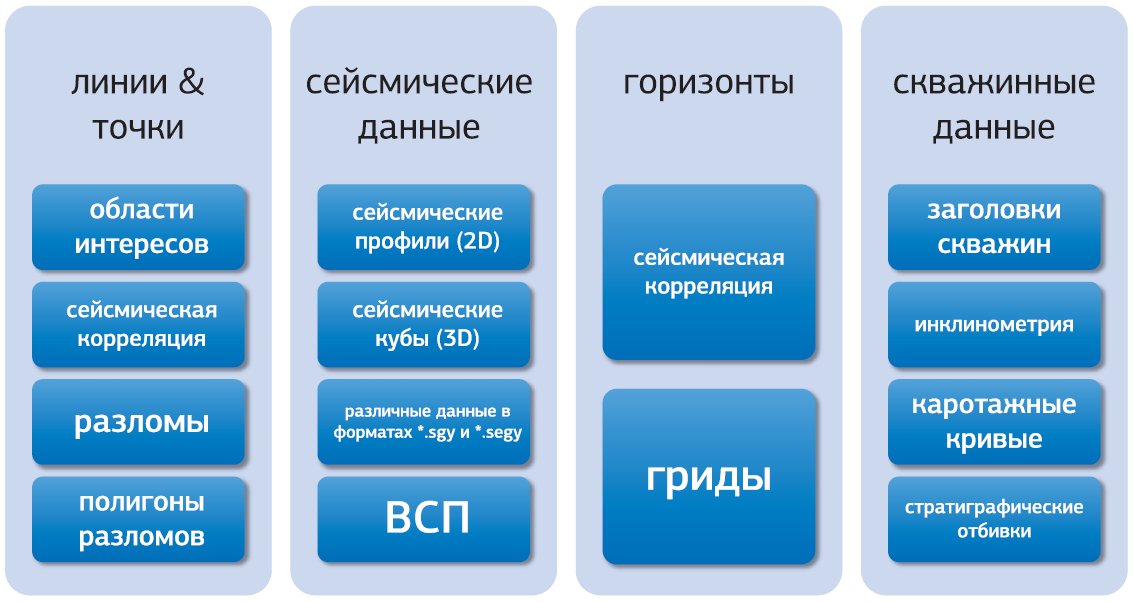 линии &
точки
области
интересов
сейсмическая
корреляция
разломы
полигоны
разломов
сейсмические
данные
сейсмические
профили (2D)
сейсмические
кубы (3D)
различные данные в
форматах *.sgy и *.segy
ВСП
горизонты
сейсмическая
корреляция
гриды
скважинные
данные
заголовки
скважин
инклинометрия
каротажные
кривые
стратиграфические
отбивки